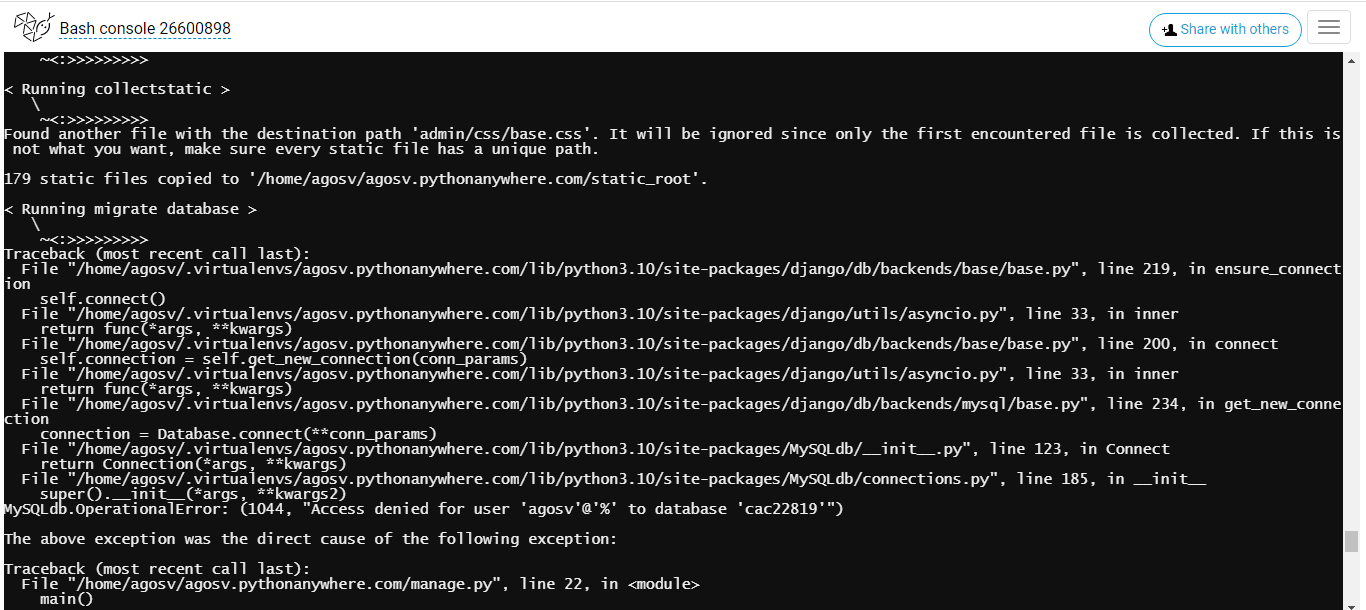 Bash console 26600898
Share with others
~<:>>>>>>>>>
< Running collectstatic >
\
~<:>>>>>>>>>
Found another file with the destination path 'admin/css/base.css'. It will be ignored since only the first encountered file is collected. If this is
not what you want, make sure every static file has a unique path.
179 static files copied to '/home/agosv/agosv.pythonanywhere.com/static_root'.
< Running migrate database >
\
~<:>>>>>>>>>
Traceback (most recent call last):
File "/home/agosv/.virtualenvs/agosv.pythonanywhere.com/lib/python3.10/site-packages/django/db/backends/base/base.py", line 219, in ensure_connect
ion
self.connect()
File "/home/agosv/.virtualenvs/agosv.pythonanywhere.com/lib/python3.10/site-packages/django/utils/asyncio.py", line 33, in inner
return func(*args, **kwargs)
File "/home/agosv/.virtualenvs/agosv.pythonanywhere.com/lib/python3.10/site-packages/django/db/backends/base/base.py", line 200, in connect
self.connection = self.get_new_connection(conn_params)
File "/home/agosv/.virtualenvs/agosv.pythonanywhere.com/lib/python3.10/site-packages/django/utils/asyncio.py", line 33, in inner
return func(*args, **kwargs)
File "/home/agosv/.virtualenvs/agosv.pythonanywhere.com/lib/python3.10/site-packages/django/db/backends/mysql/base.py", line 234, in get_new_conne
ction
connection = Database.connect(**conn_params)
File "/home/agosv/.virtualenvs/agosv.pythonanywhere.com/lib/python3.10/site-packages/MySQLdb/__init__.py", line 123, in Connect
return Connection(*args, **kwargs)
File "/home/agosv/.virtualenvs/agosv.pythonanywhere.com/lib/python3.10/site-packages/MySQLdb/connections.py", line 185, in __init__
super().__init__(*args, **kwargs2)
MySQLdb.OperationalError: (1044, "Access denied for user 'agosv'@'%' to database 'cac22819'")
The above exception was the direct cause of the following exception:
Traceback (most recent call last):
File "/home/agosv/agosv.pythonanywhere.com/manage.py", line 22, in <module>
main()